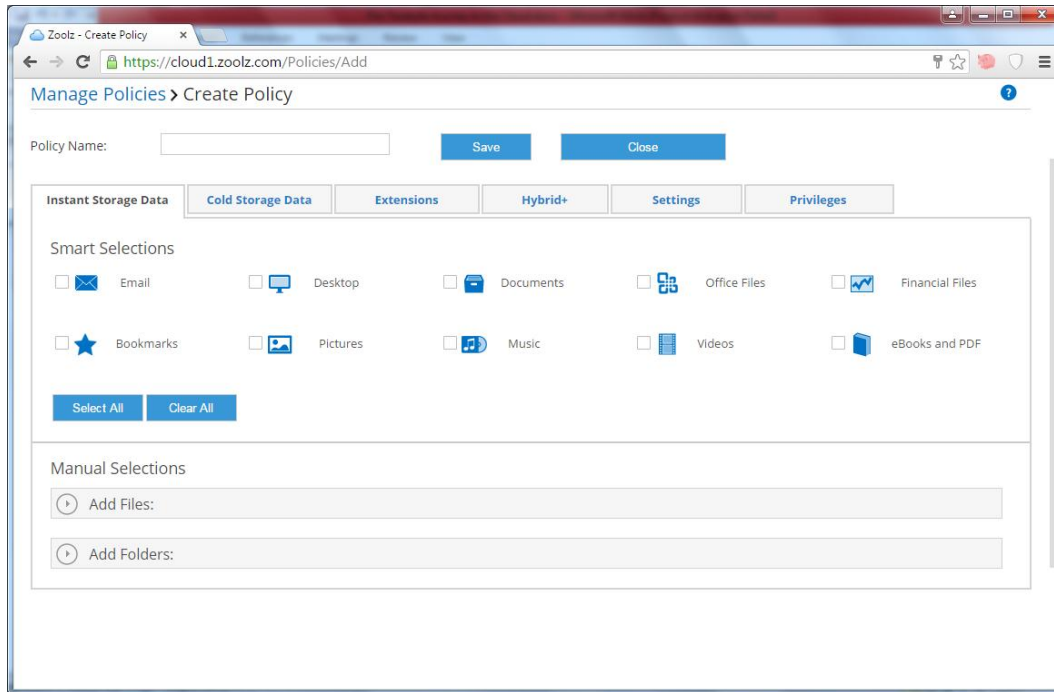 Zoolz - Create Policy
https://cloud1.zoolz.com/Policies/Add
Manage Policies > Create Policy
Policy Name: Save Close
Instant Storage Data Cold Storage Data Extensions Hybrid+ Settings Privileges
Smart Selections
Email Desktop Documents Office Files Financial Files
Bookmarks Pictures Music Videos eBooks and PDF
Select All Clear All
Manual Selections
Add Files:
Add Folders: